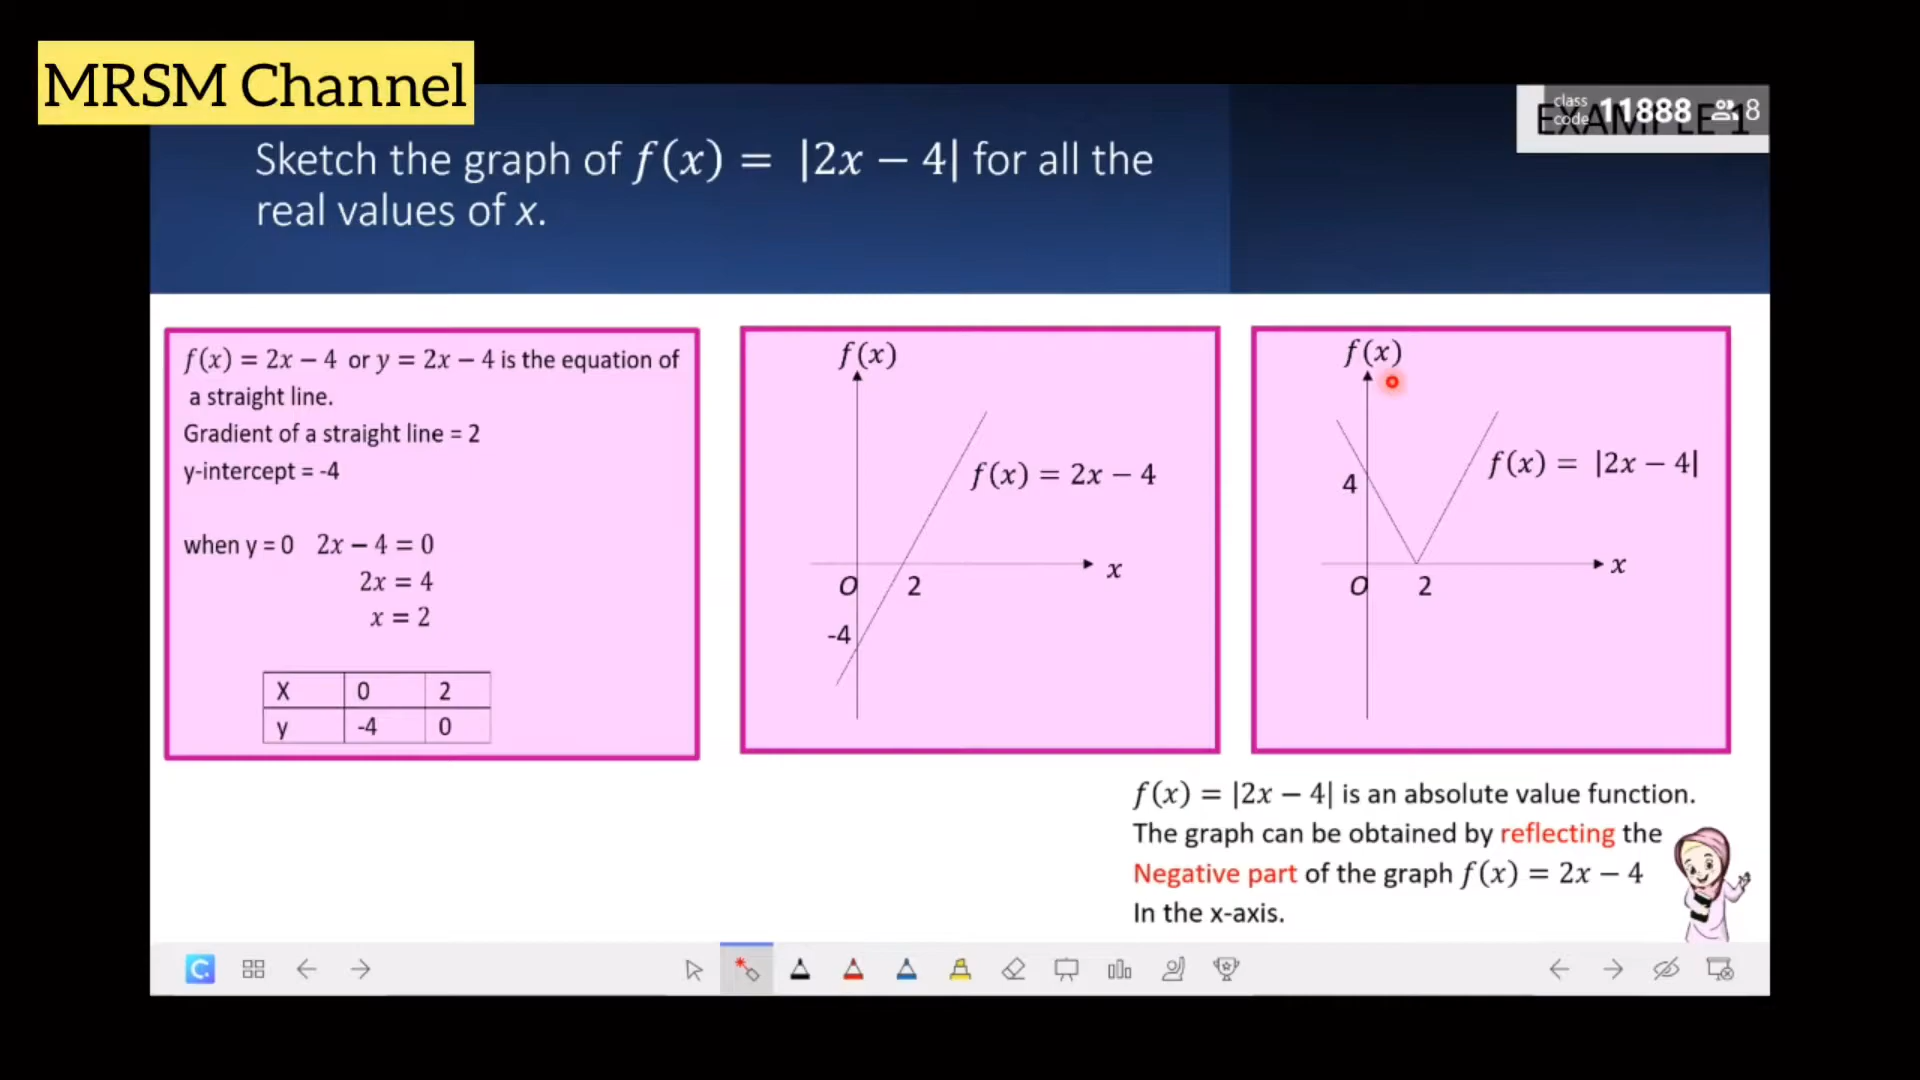 MRSM Channel
class code 11888 8
EXAMPLE 1
Sketch the graph of f(x) = |2x − 4| for all the
real values of x.
f(x) = 2x − 4 or y = 2x − 4 is the equation of
a straight line.
Gradient of a straight line = 2
y-intercept = -4
when y = 0 2x − 4 = 0
2x = 4
x = 2
X 0 2
y -4 0
f(x)
f(x) = 2x − 4
x
O 2
-4
f(x)
f(x) = |2x − 4|
4
x
O 2
f(x) = |2x − 4| is an absolute value function.
The graph can be obtained by reflecting the
Negative part of the graph f(x) = 2x − 4
In the x-axis.